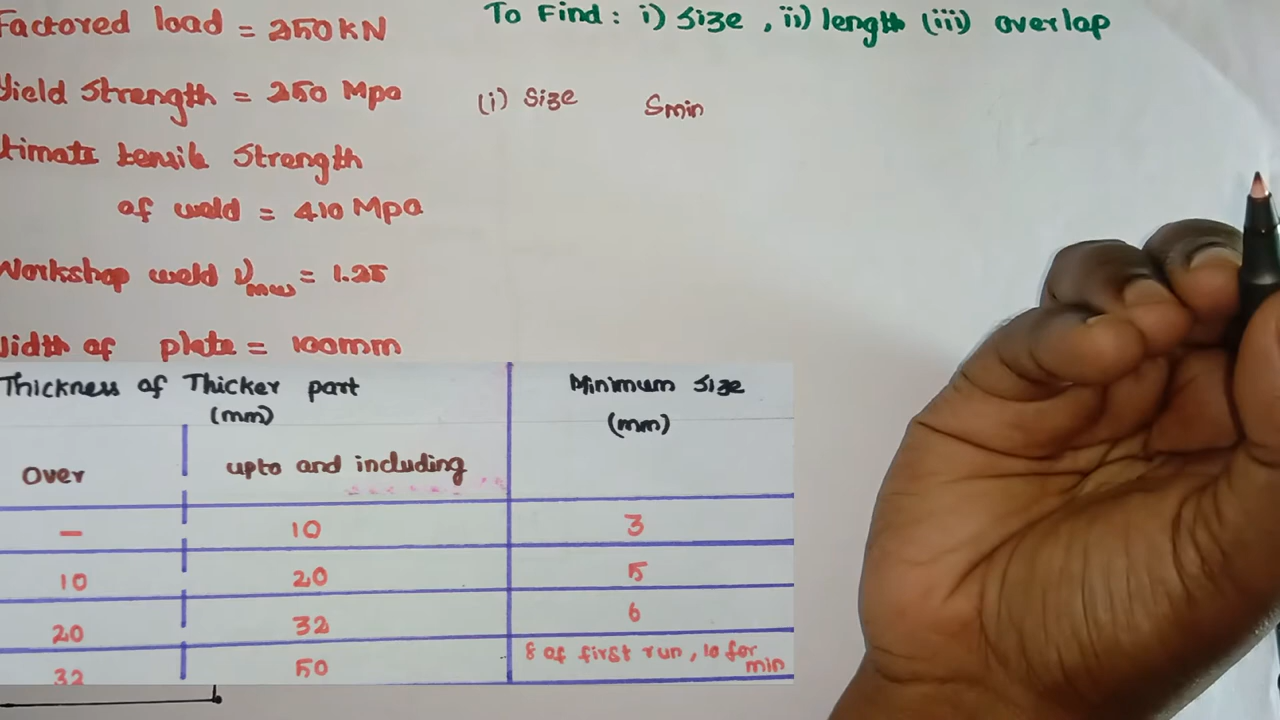 Factored load = 250 KN
To Find : i) Size , ii) length (iii) overlap
Yield Strength = 250 Mpa
(i) Size Smin
timate tensile Strength
of weld = 410 Mpa
Workshop weld γmw = 1.25
Width of plate = 100mm
Thickness of Thicker part Minimum Size
(mm) (mm)
Over upto and including
— 10 3
10 20 5
20 32 6
32 50 8 of first run, 10 for min